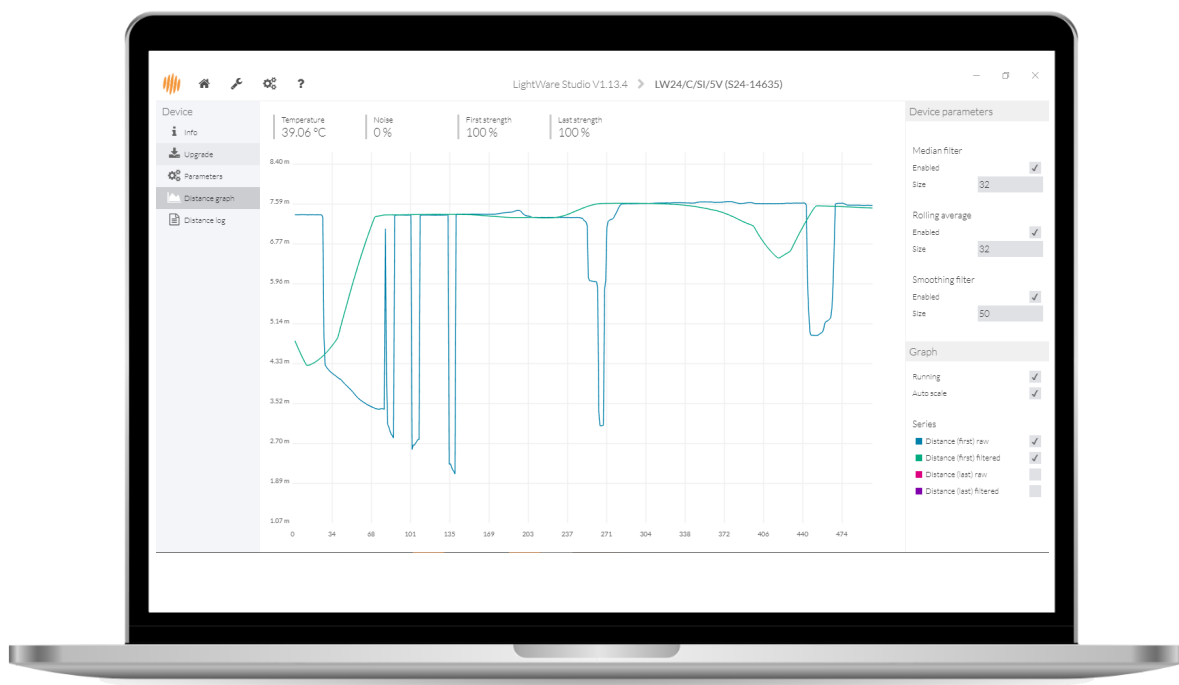 LightWare Studio V1.13.4 > LW24/C/SI/5V (S24-14635)
Device
Info
Upgrade
Parameters
Distance graph
Distance log
Temperature
39.06 °C
Noise
0 %
First strength
100 %
Last strength
100 %
8.40 m
7.59 m
6.77 m
5.96 m
5.14 m
4.33 m
3.52 m
2.70 m
1.89 m
1.07 m
0 34 68 101 135 169 203 237 271 304 338 372 406 440 474
Device parameters
Median filter
Enabled
Size 32
Rolling average
Enabled
Size 32
Smoothing filter
Enabled
Size 50
Graph
Running
Auto scale
Series
Distance (first) raw
Distance (first) filtered
Distance (last) raw
Distance (last) filtered